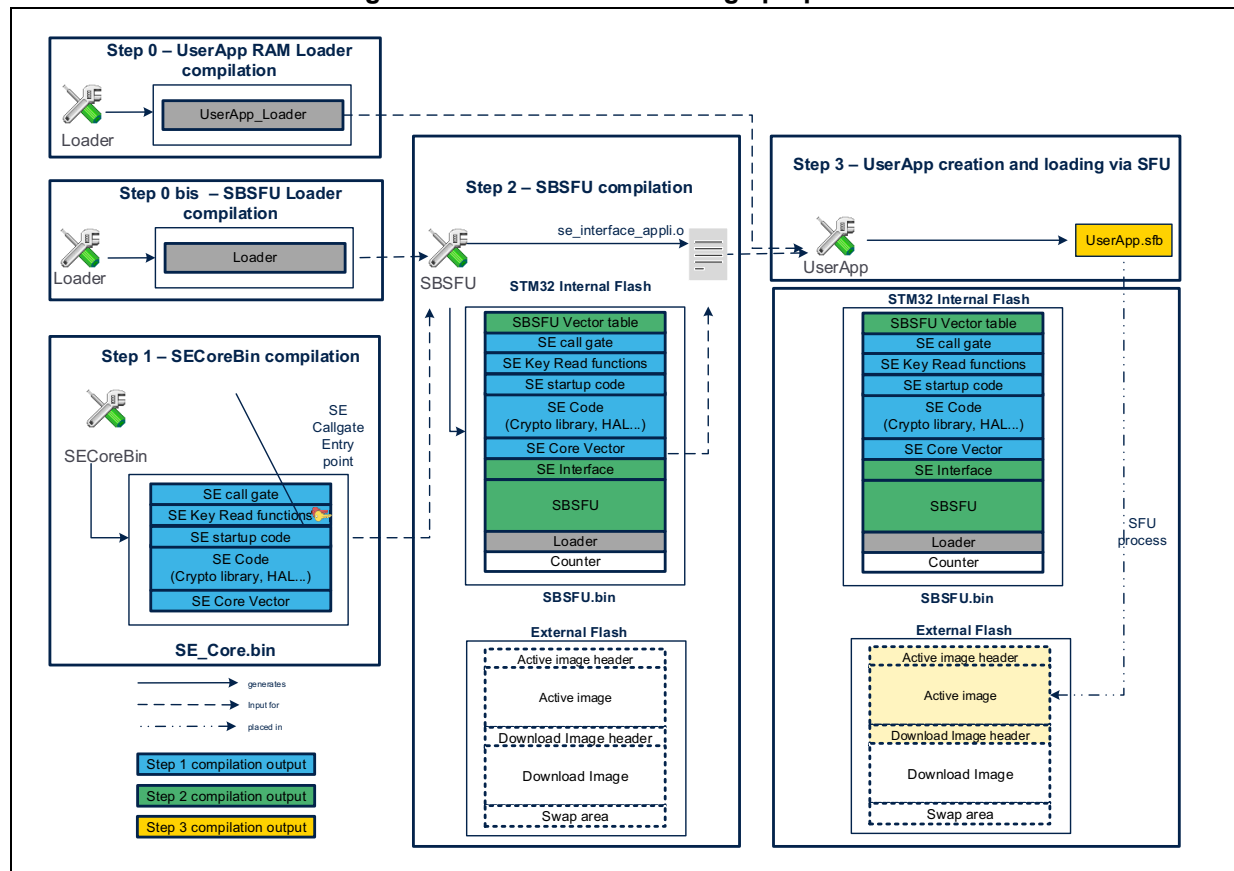 Step 0 – UserApp RAM Loader
compilation
UserApp_Loader
Loader
Step 0 bis – SBSFU Loader
compilation
Loader
Loader
Step 1 – SECoreBin compilation
SE
Callgate
Entry
point
SECoreBin
SE call gate
SE Key Read functions
SE startup code
SE Code
(Crypto library, HAL...)
SE Core Vector
SE_Core.bin
generates
Input for
placed in
Step 1 compilation output
Step 2 compilation output
Step 3 compilation output
Step 2 – SBSFU compilation
se_interface_appli.o
SBSFU
STM32 Internal Flash
SBSFU Vector table
SE call gate
SE Key Read functions
SE startup code
SE Code
(Crypto library, HAL...)
SE Core Vector
SE Interface
SBSFU
Loader
Counter
SBSFU.bin
External Flash
Active image header
Active image
Download Image header
Download Image
Swap area
Step 3 – UserApp creation and loading via SFU
UserApp
UserApp.sfb
STM32 Internal Flash
SBSFU Vector table
SE call gate
SE Key Read functions
SE startup code
SE Code
(Crypto library, HAL...)
SE Core Vector
SE Interface
SBSFU
Loader
Counter
SBSFU.bin
SFU
process
External Flash
Active image header
Active image
Download Image header
Download Image
Swap area